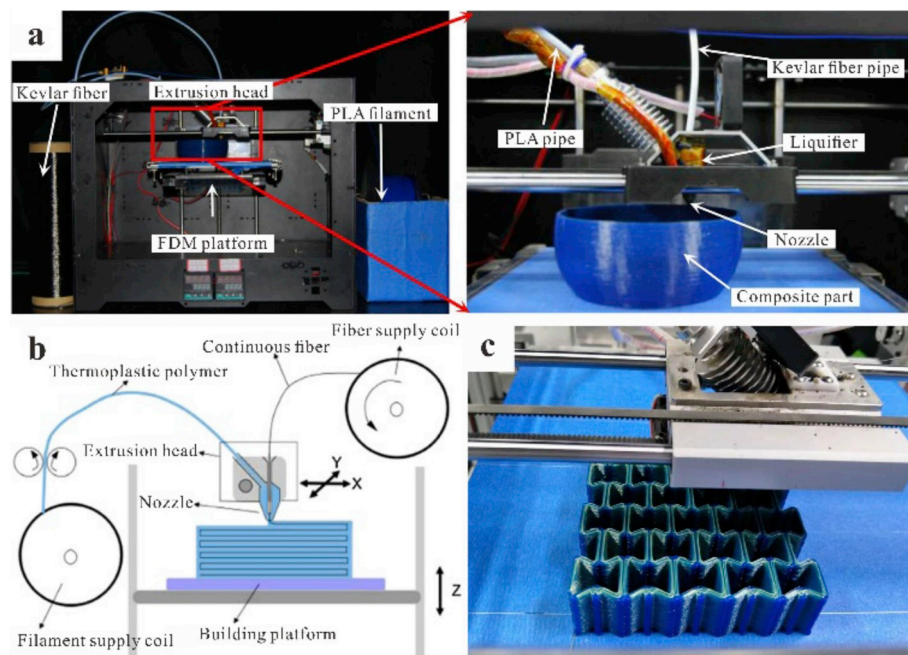 a
Kevlar fiber
Extrusion head
PLA filament
FDM platform
Kevlar fiber pipe
PLA pipe
Liquifier
Nozzle
Composite part
b
Fiber supply coil
Continuous fiber
Thermoplastic polymer
Extrusion head
Y
X
Nozzle
Z
Filament supply coil
Building platform
c